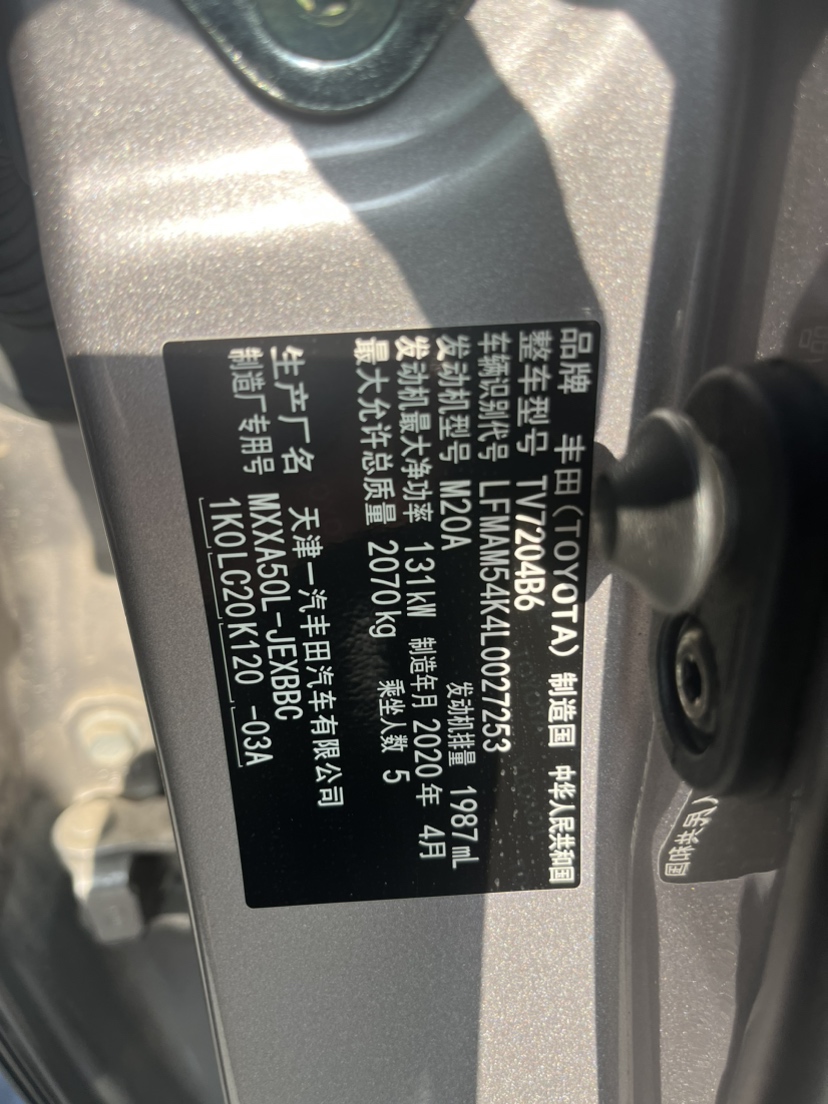 品牌 丰田(TOYOTA) 制造国 中华人民共和国
整车型号 TV7204B6
车辆识别代号 LFMAM54K4L0027253
发动机型号 M20A 发动机排量 1987mL
发动机最大净功率 131kW 制造年月 2020年 4月
最大允许总质量 2070kg 乘坐人数 5
生产厂名 天津一汽丰田汽车有限公司
制造厂专用号 MXXA50L-JEXBBC
1K0LC20K120 -03A